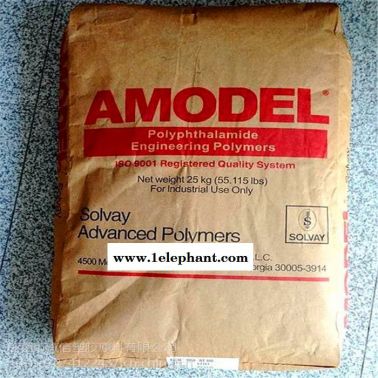 AMODEL®
Polyphthalamide
Engineering Polymers
ISO 9001 Registered Quality System
Net weight 25 kg (55.115 lbs)
For Industrial Use Only
Solvay
Advanced Polymers
SOLVAY
www.1elephant.com
4500 L.C.
30005-3914